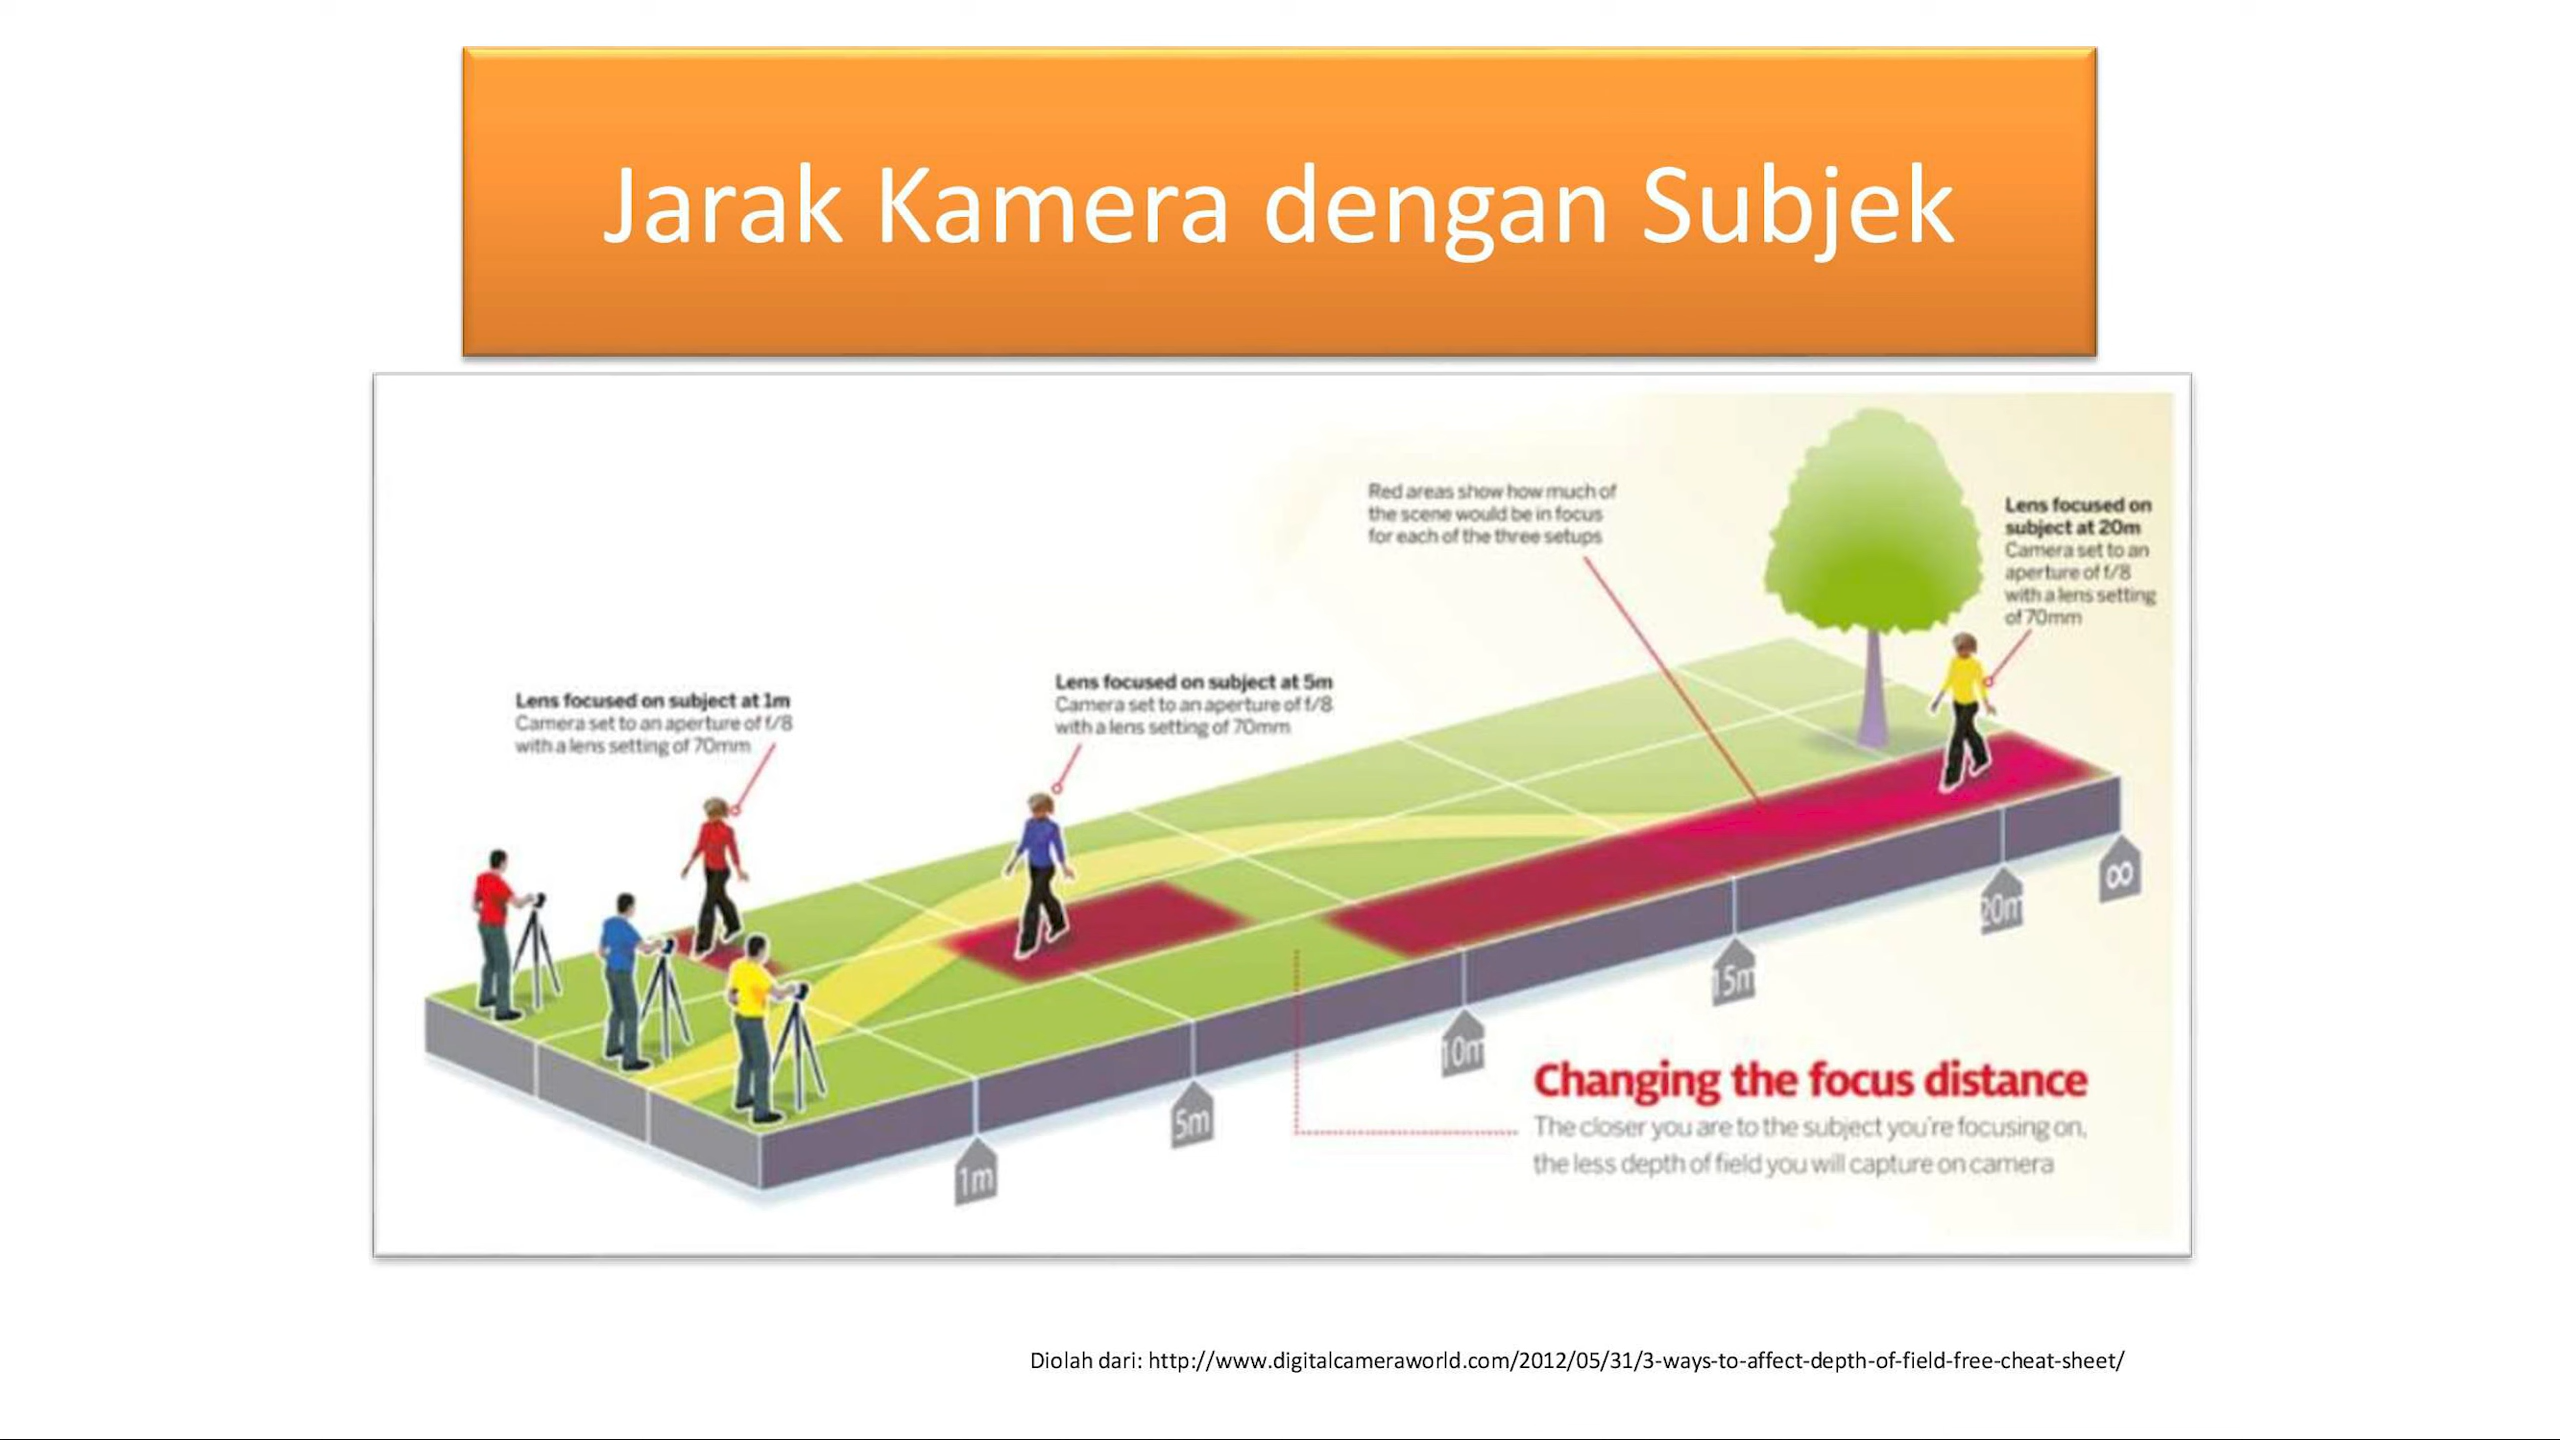 Jarak Kamera dengan Subjek
Red areas show how much of
the scene would be in focus
for each of the three setups
Lens focused on
subject at 20m
Camera set to an
aperture of f/8
with a lens setting
of 70mm
Lens focused on subject at 5m
Camera set to an aperture of f/8
with a lens setting of 70mm
Lens focused on subject at 1m
Camera set to an aperture of f/8
with a lens setting of 70mm
∞
20m
15m
10m
5m
1m
Changing the focus distance
The closer you are to the subject you're focusing on,
the less depth of field you will capture on camera
Diolah dari: http://www.digitalcameraworld.com/2012/05/31/3-ways-to-affect-depth-of-field-free-cheat-sheet/